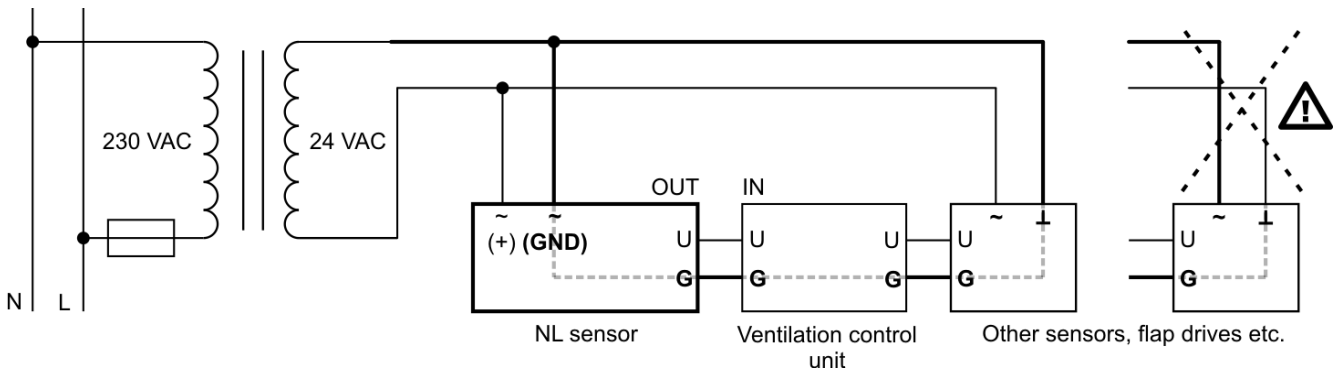 230 VAC
24 VAC
OUT
IN
~
~
~
⊥
~
⊥
(+) (GND)
U
U
U
U
U
G
G
G
G
G
N
L
NL sensor
Ventilation control
unit
Other sensors, flap drives etc.
!